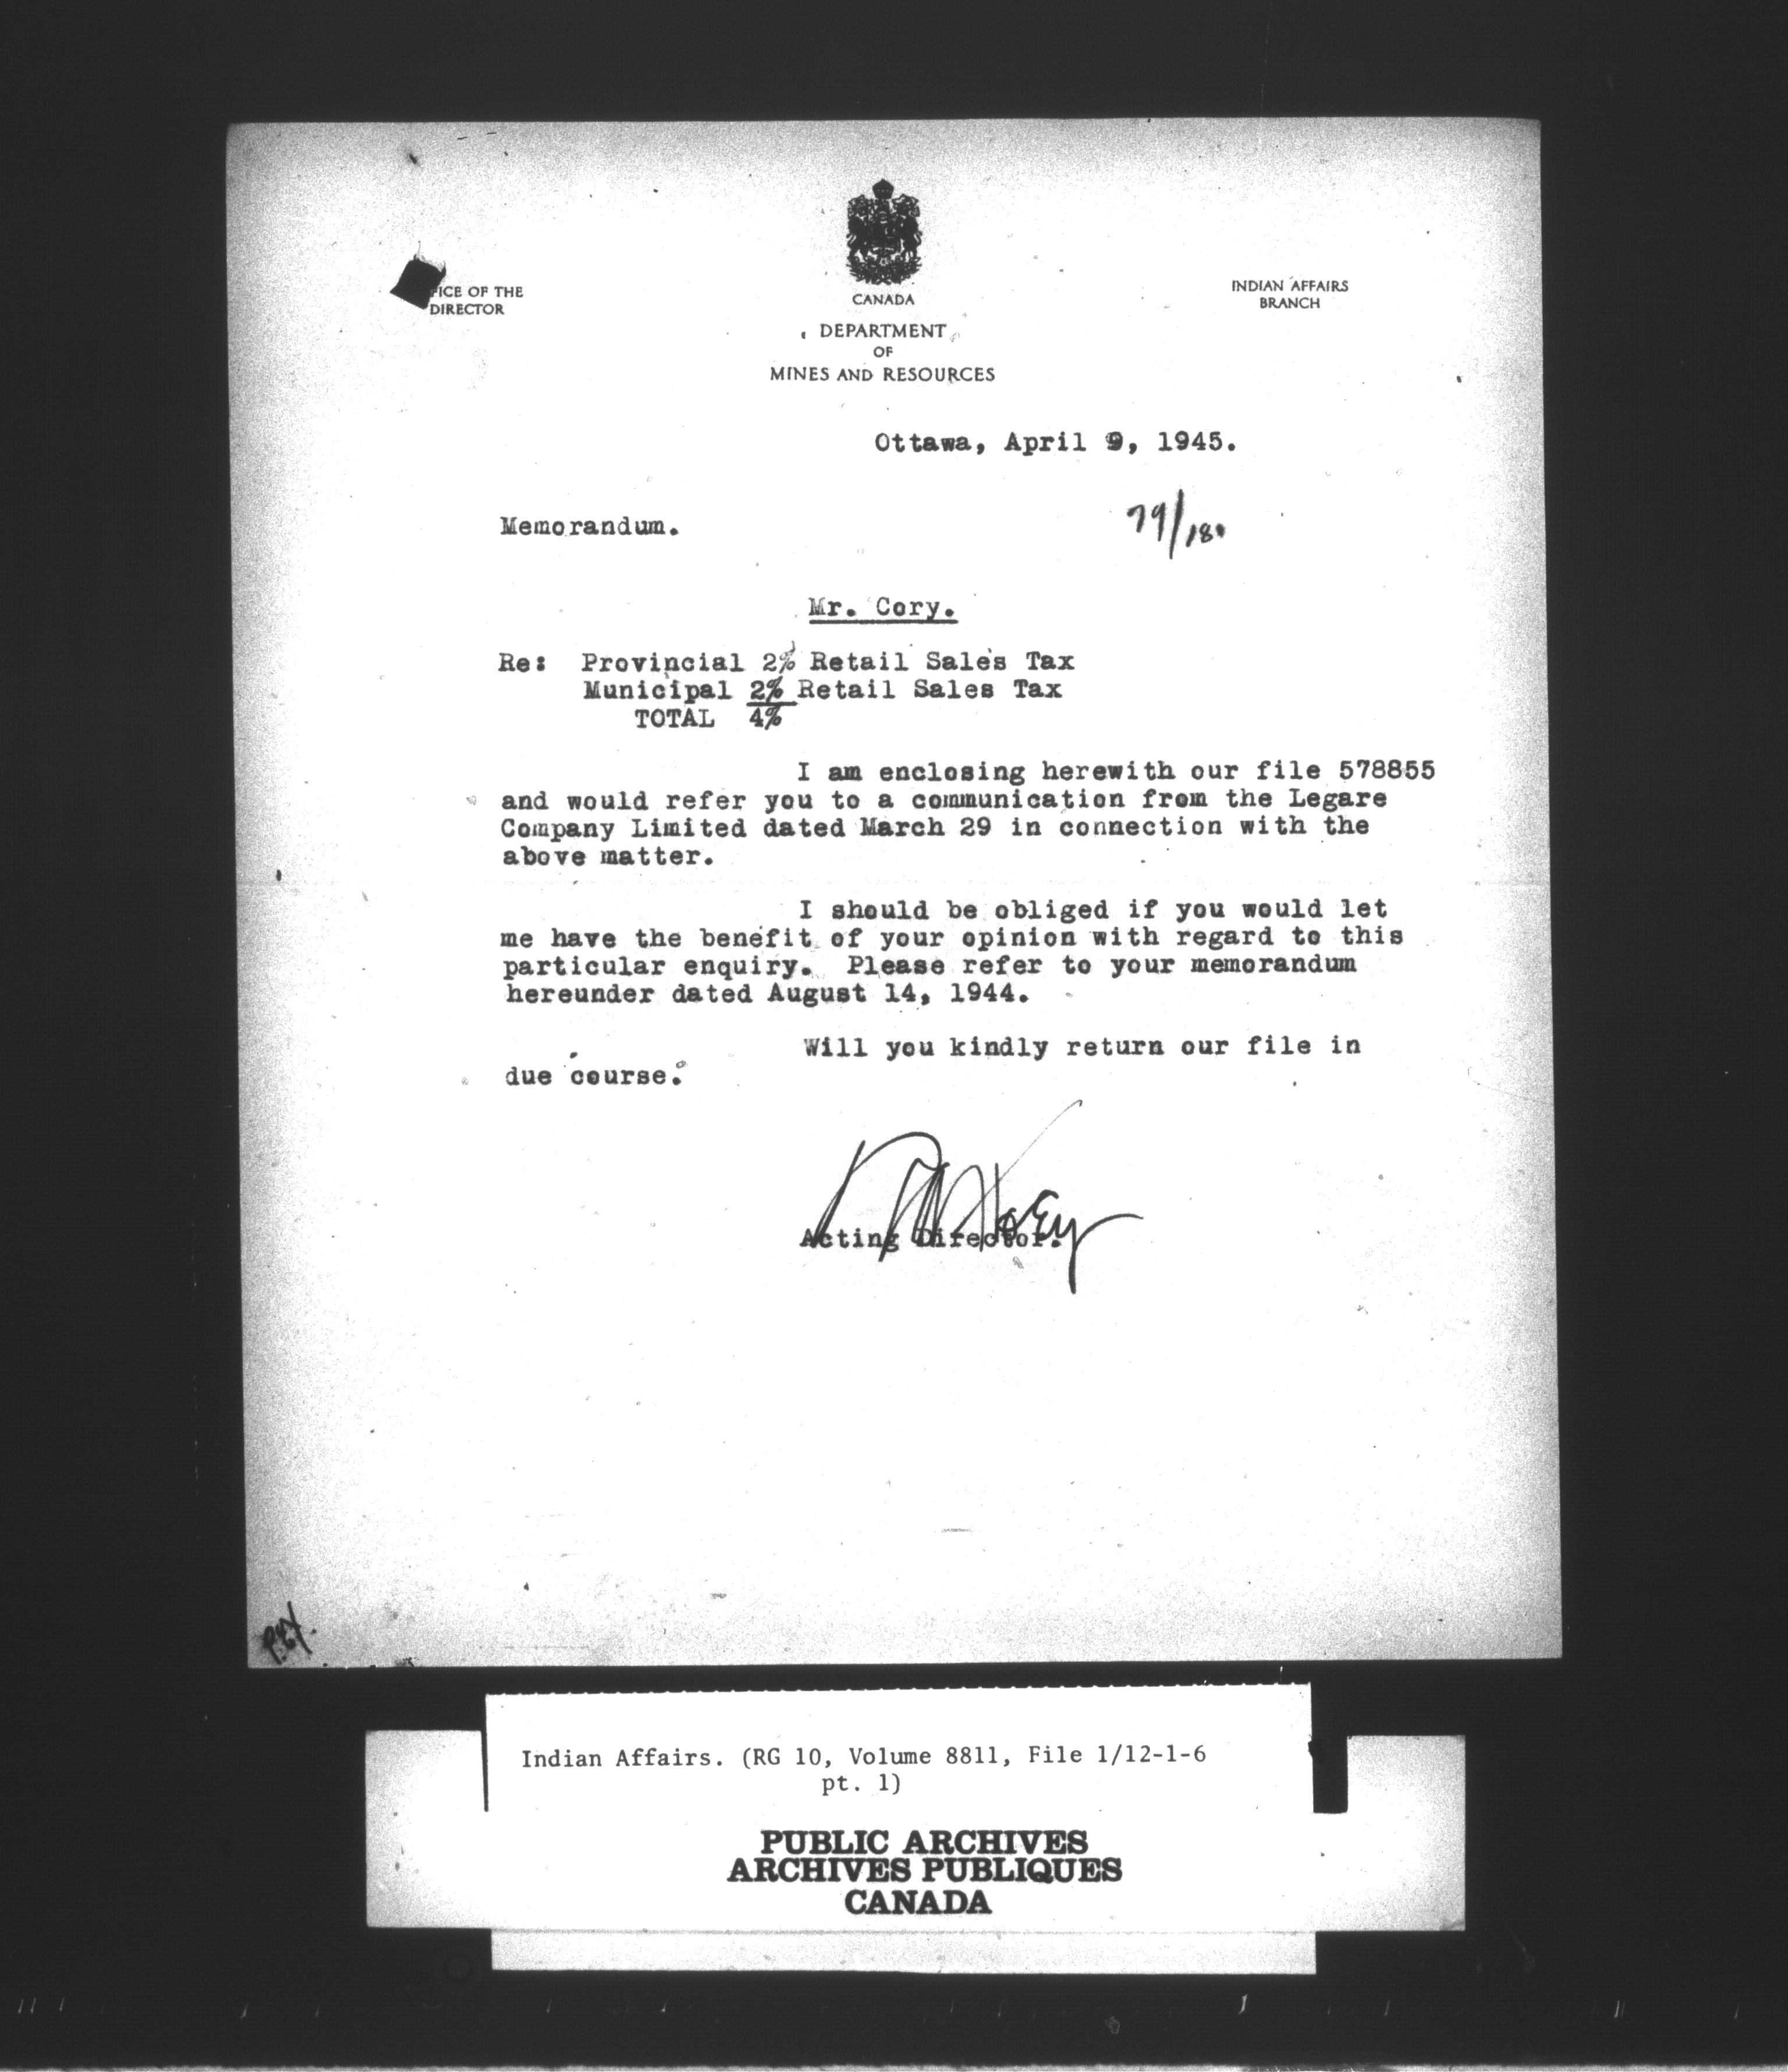 ICE OF THE
DIRECTOR
CANADA
DEPARTMENT
OF
MINES AND RESOURCES
INDIAN AFFAIRS
BRANCH
Ottawa, April 9, 1945.
Memorandum.
Mr. Cory.
Re: Provincial 2% Retail Sales Tax
Municipal 2% Retail Sales Tax
TOTAL 4%
I am enclosing herewith our file 578855
and would refer you to a communication from the Legare
Company Limited dated March 29 in connection with the
above matter.
I should be obliged if you would let
me have the benefit of your opinion with regard to this
particular enquiry. Please refer to your memorandum
hereunder dated August 14, 1944.
Will you kindly return our file in
due course.
Acting Director.
Indian Affairs. (RG 10, Volume 8811, File 1/12-1-6
pt. 1)
PUBLIC ARCHIVES
ARCHIVES PUBLIQUES
CANADA